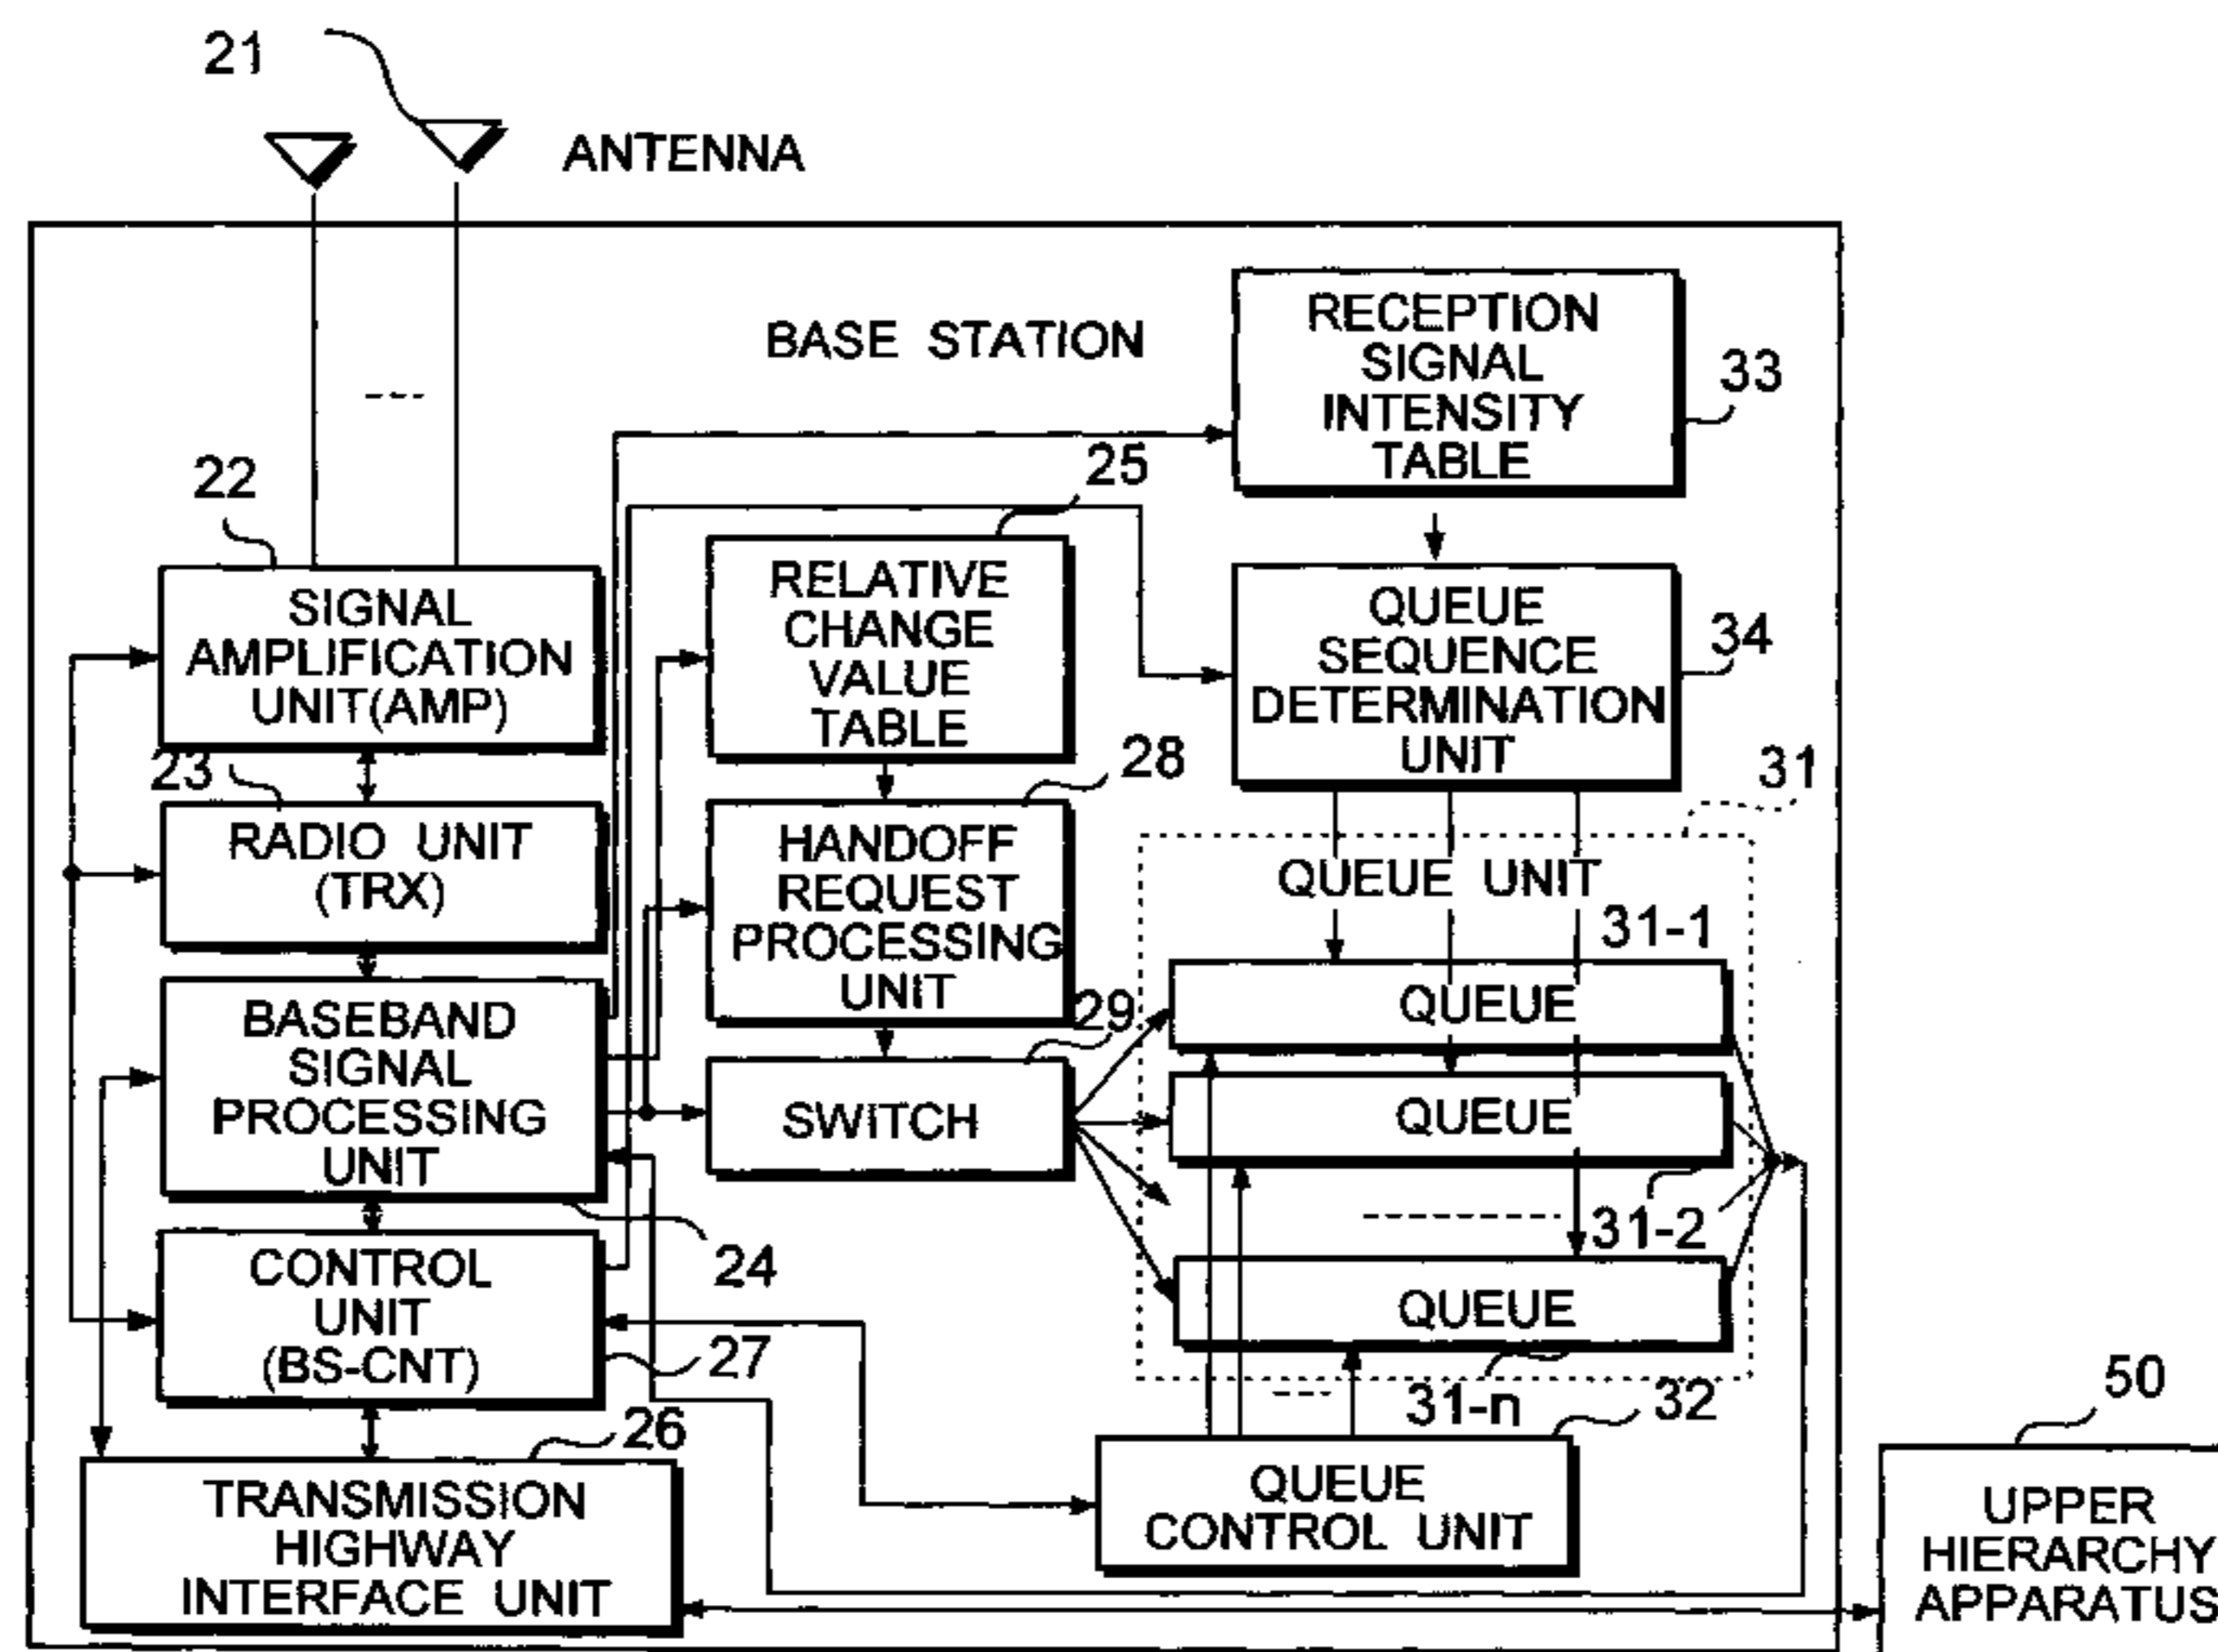 21
ANTENNA
BASE STATION
RECEPTION
SIGNAL
INTENSITY
TABLE
33
22
SIGNAL
AMPLIFICATION
UNIT(AMP)
25
RELATIVE
CHANGE
VALUE
TABLE
QUEUE
SEQUENCE
DETERMINATION
UNIT
34
23
RADIO UNIT
(TRX)
28
HANDOFF
REQUEST
PROCESSING
UNIT
31
QUEUE UNIT
31-1
QUEUE
BASEBAND
SIGNAL
PROCESSING
UNIT
24
29
SWITCH
QUEUE
31-2
QUEUE
31-n
CONTROL
UNIT
(BS-CNT)
27
32
QUEUE
CONTROL UNIT
26
TRANSMISSION
HIGHWAY
INTERFACE UNIT
50
UPPER
HIERARCHY
APPARATUS